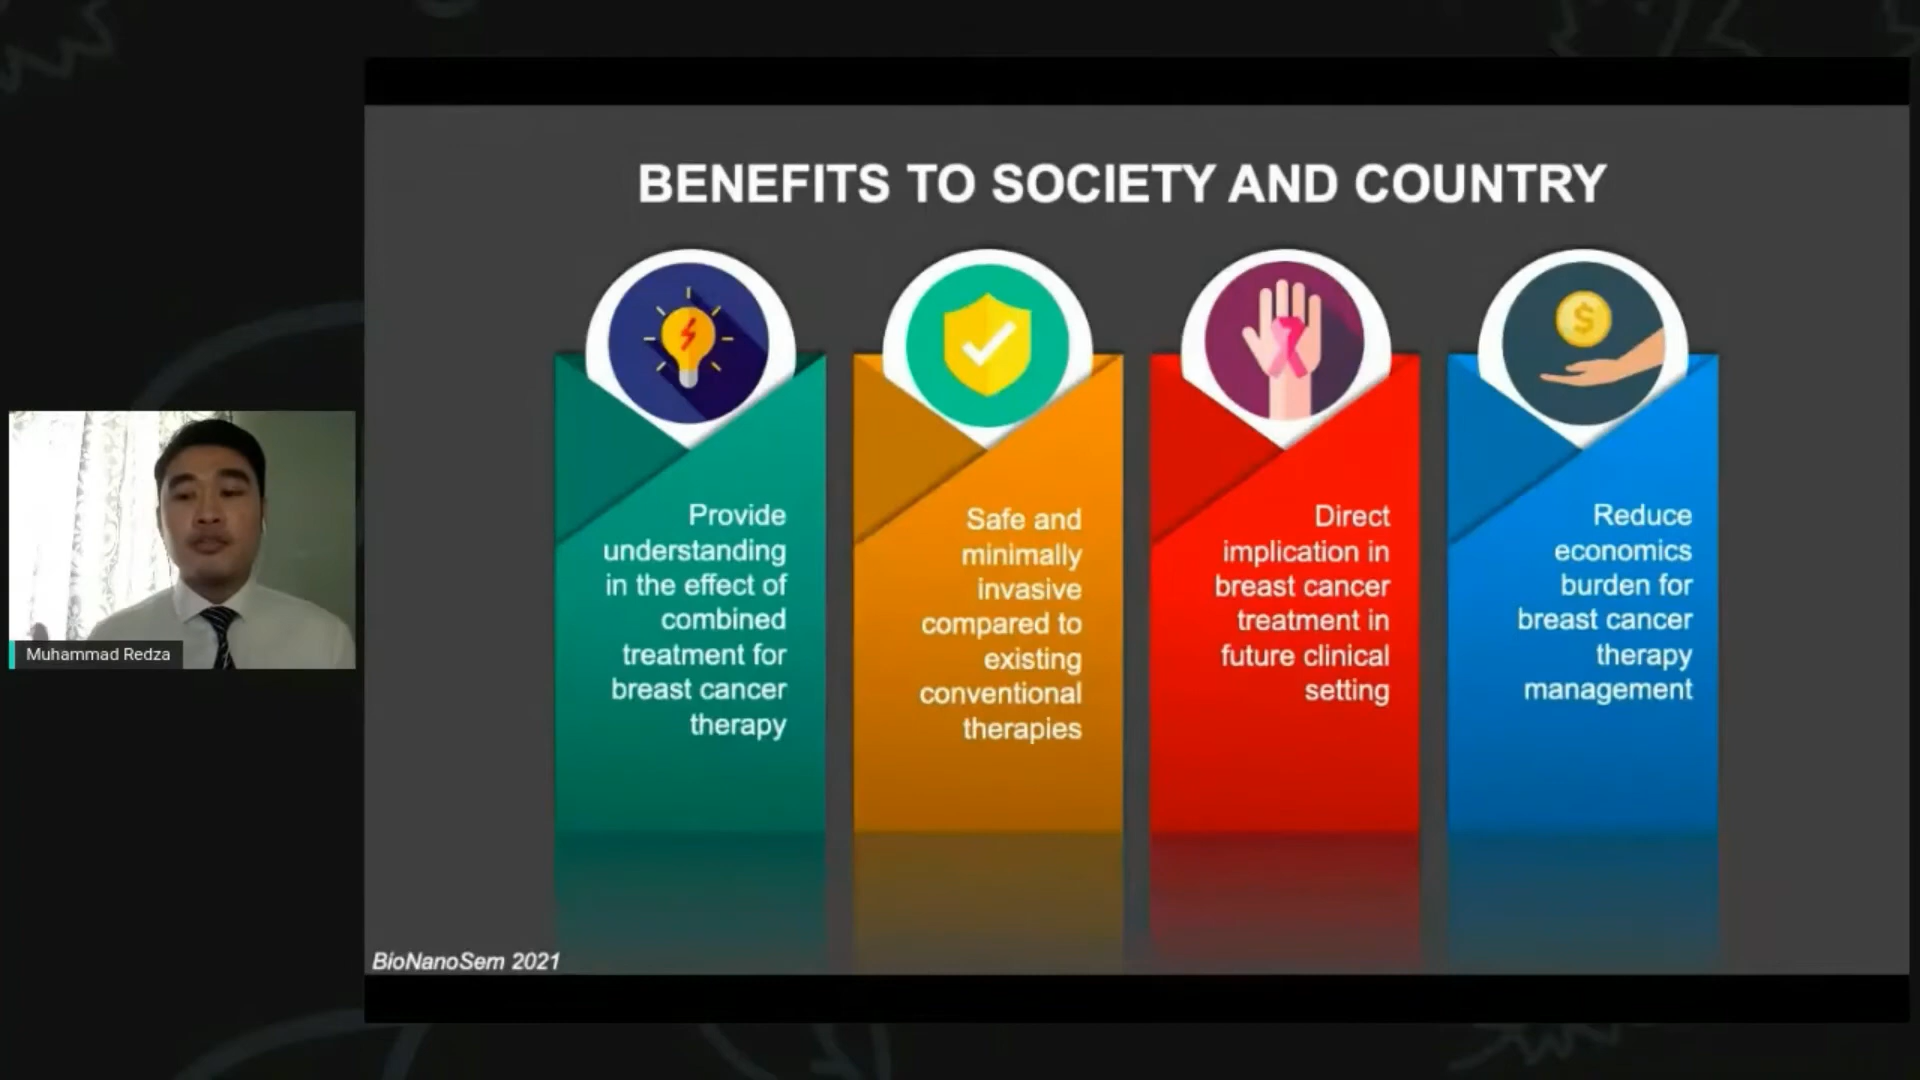 BENEFITS TO SOCIETY AND COUNTRY
Provide
understanding
in the effect of
combined
treatment for
breast cancer
therapy
Safe and
minimally
invasive
compared to
existing
conventional
therapies
Direct
implication in
breast cancer
treatment in
future clinical
setting
$
Reduce
economics
burden for
breast cancer
therapy
management
Muhammad Redza
BioNanoSem 2021